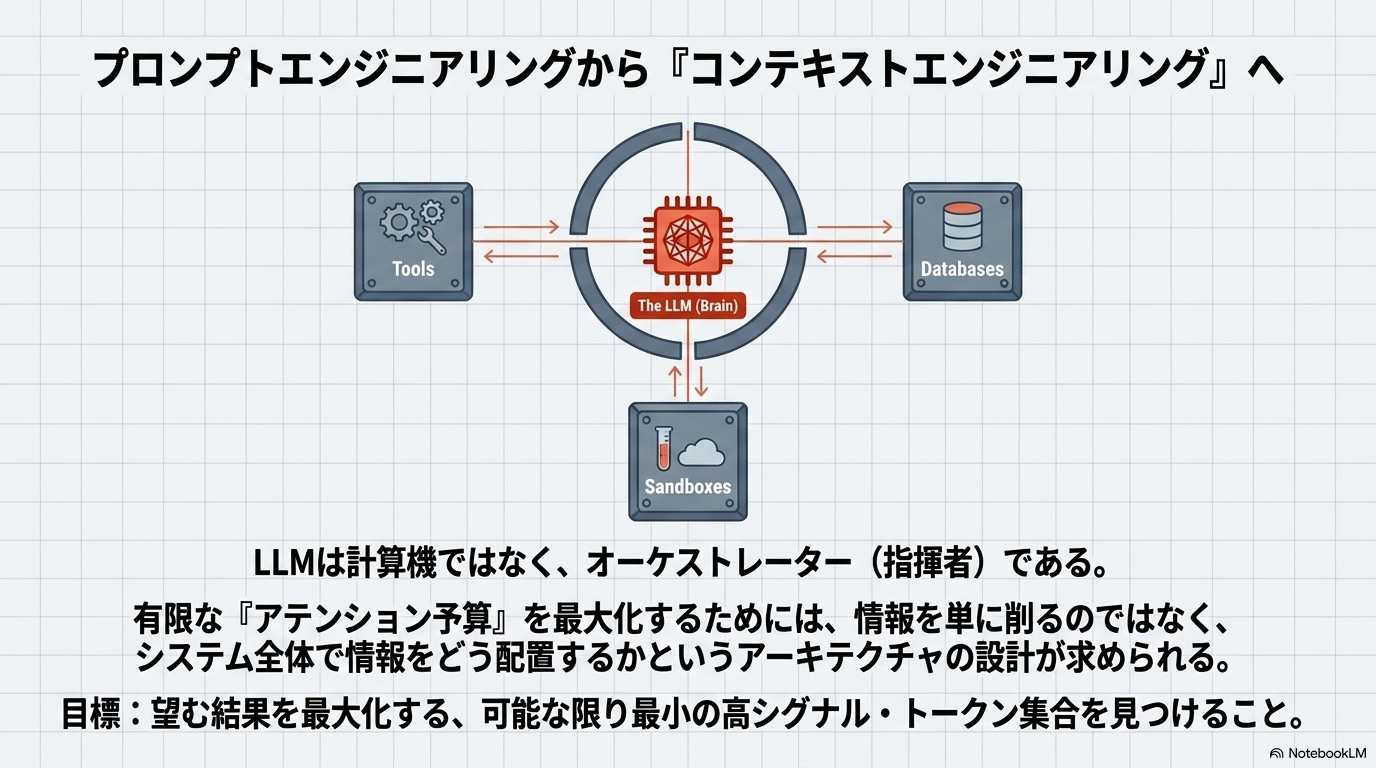 プロンプトエンジニアリングから『コンテキストエンジニアリング』へ
Tools
The LLM (Brain)
Databases
Sandboxes
LLMは計算機ではなく、オーケストレーター（指揮者）である。
有限な『アテンション予算』を最大化するためには、情報を単に削るのではなく、
システム全体で情報をどう配置するかというアーキテクチャの設計が求められる。
目標：望む結果を最大化する、可能な限り最小の高シグナル・トークン集合を見つけること。
NotebookLM